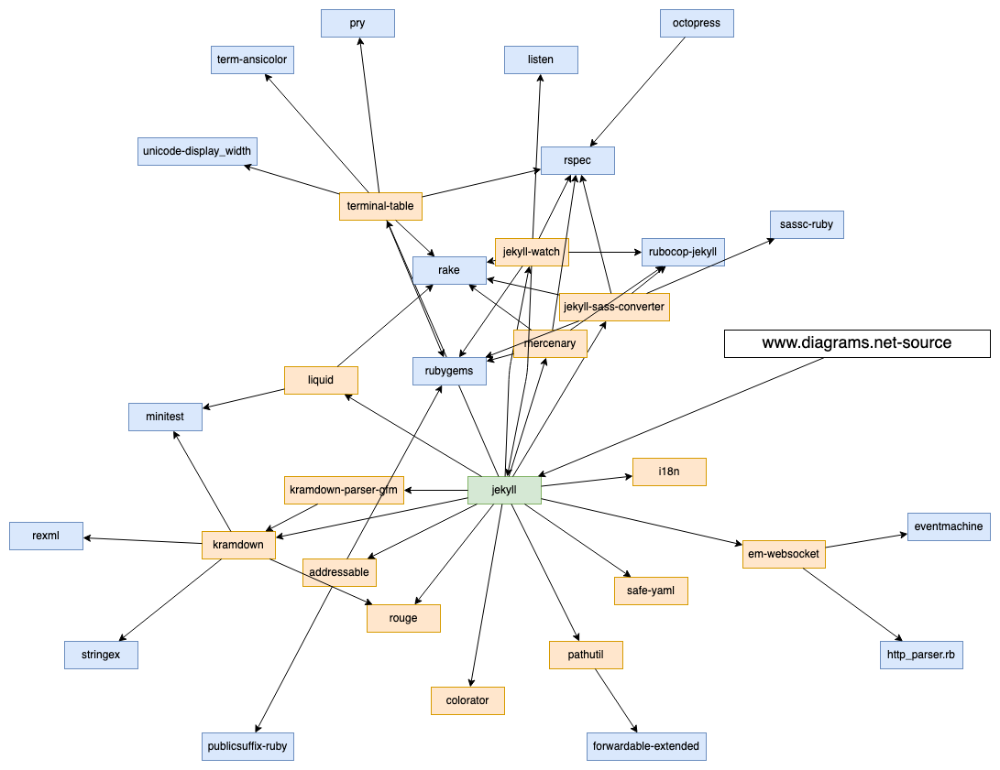 pry
octopress
term-ansicolor
listen
unicode-display_width
rspec
terminal-table
sassc-ruby
jekyll-watch
rubocop-jekyll
rake
jekyll-sass-converter
mercenary
www.diagrams.net-source
rubygems
liquid
minitest
i18n
kramdown-parser-gfm
jekyll
eventmachine
rexml
kramdown
em-websocket
addressable
safe-yaml
rouge
stringex
pathutil
http_parser.rb
colorator
publicsuffix-ruby
forwardable-extended